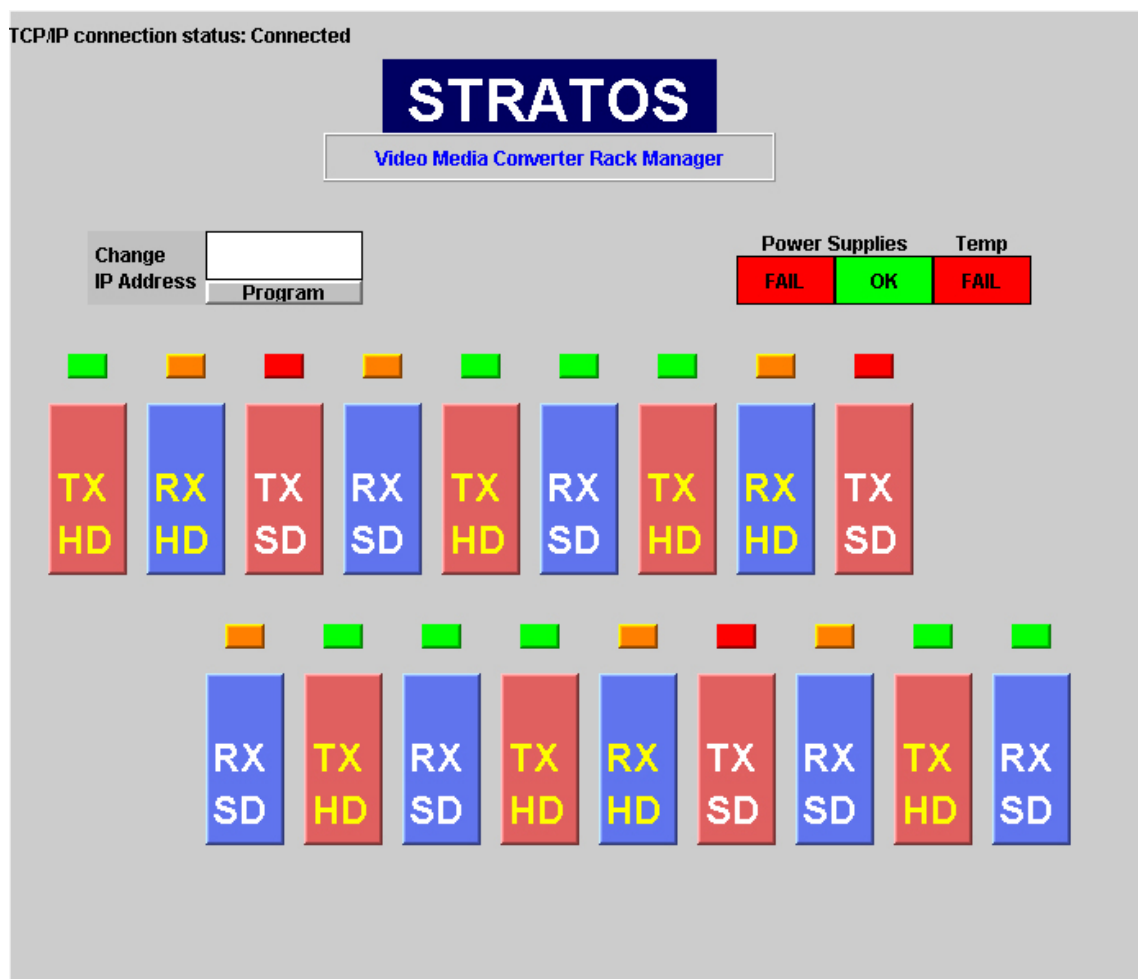 TCP/IP connection status: Connected
STRATOS
Video Media Converter Rack Manager
Change
IP Address
Program
Power Supplies Temp
FAIL OK FAIL
TX RX TX RX TX RX TX RX TX
HD HD SD SD HD SD HD HD SD
RX TX RX TX RX TX RX TX RX
SD HD SD HD HD SD SD HD SD